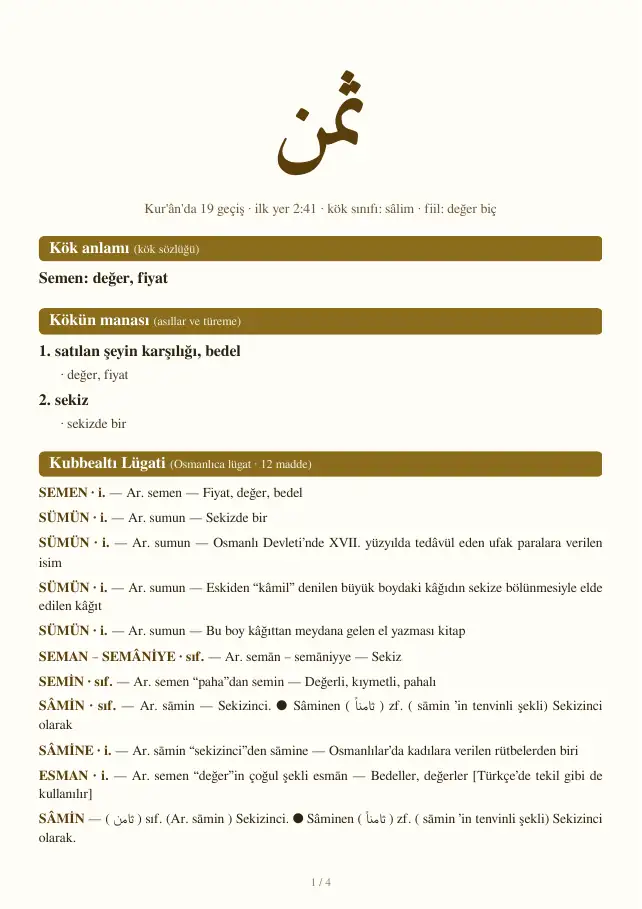 ثمن
Kur'ân'da 19 geçiş · ilk yer 2:41 · kök sınıfı: sâlim · fiil: değer biç
Kök anlamı (kök sözlüğü)
Semen: değer, fiyat
Kökün manası (asıllar ve türeme)
1. satılan şeyin karşılığı, bedel
· değer, fiyat
2. sekiz
· sekizde bir
Kubbealtı Lügati (Osmanlıca lügat · 12 madde)
SEMEN · i. — Ar. semen — Fiyat, değer, bedel
SÜMÜN · i. — Ar. sumun — Sekizde bir
SÜMÜN · i. — Ar. sumun — Osmanlı Devleti’nde XVII. yüzyılda tedâvül eden ufak paralara verilen
isim
SÜMÜN · i. — Ar. sumun — Eskiden “kâmil” denilen büyük boydaki kâğıdın sekize bölünmesiyle elde
edilen kâğıt
SÜMÜN · i. — Ar. sumun — Bu boy kâğıttan meydana gelen el yazması kitap
SEMAN – SEMÂNİYE · sıf. — Ar. semān – semāniyye — Sekiz
SEMİN · sıf. — Ar. semen “paha”dan semin — Değerli, kıymetli, pahalı
SÂMİN · sıf. — Ar. sāmin — Sekizinci. ● Sâminen ( ثامناً ) zf. ( sāmin ’in tenvinli şekli) Sekizinci
olarak
SÂMİNE · i. — Ar. sāmin “sekizinci”den sāmine — Osmanlılar’da kadılara verilen rütbelerden biri
ESMAN · i. — Ar. semen “değer”in çoğul şekli esmān — Bedeller, değerler [Türkçe’de tekil gibi de
kullanılır]
SÂMİN — ( ثامن ) sıf. (Ar. sāmin ) Sekizinci. ● Sâminen ( ثامناً ) zf. ( sāmin ’in tenvinli şekli) Sekizinci
olarak.
1 / 4